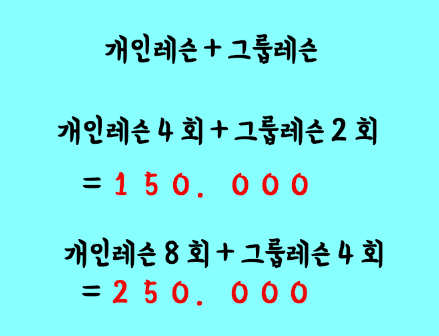 개인레슨+그룹레슨
개인레슨 4 회+그룹레슨 2 회
= 1 5 0 . 0 0 0
개인레슨 8 회+그룹레슨 4 회
= 2 5 0 . 0 0 0